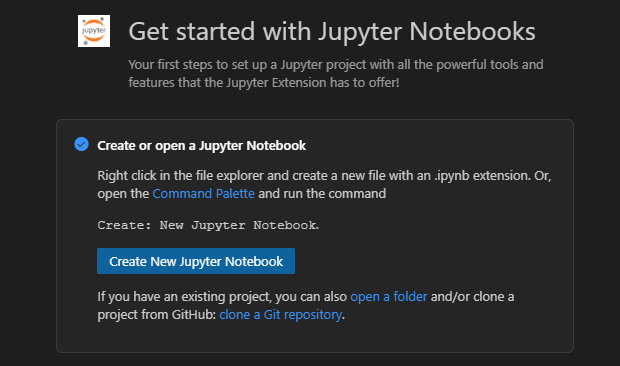 jupyter
Get started with Jupyter Notebooks
Your first steps to set up a Jupyter project with all the powerful tools and
features that the Jupyter Extension has to offer!
Create or open a Jupyter Notebook
Right click in the file explorer and create a new file with an .ipynb extension. Or,
open the Command Palette and run the command
Create: New Jupyter Notebook.
Create New Jupyter Notebook
If you have an existing project, you can also open a folder and/or clone a
project from GitHub: clone a Git repository.